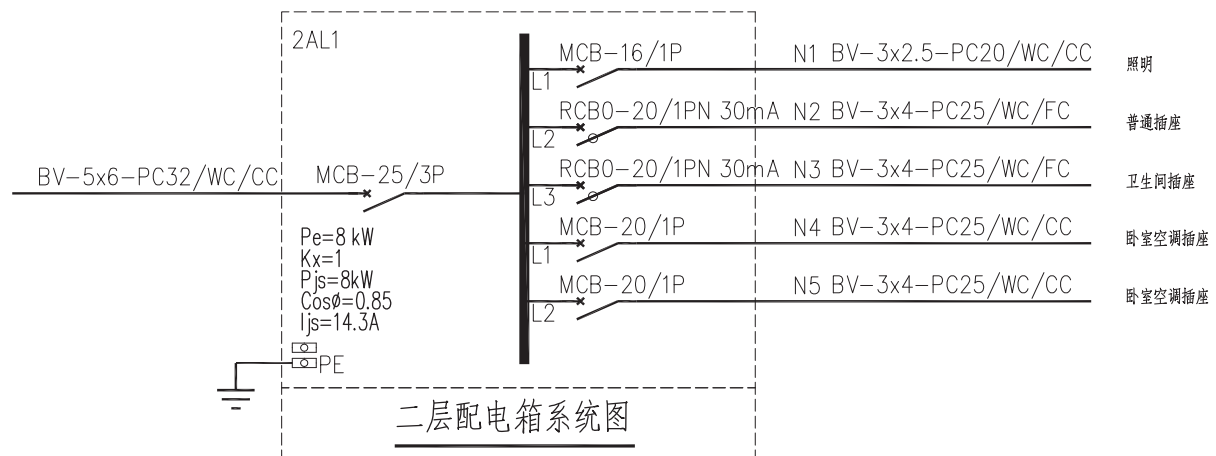 2AL1
BV-5x6-PC32/WC/CC
MCB-25/3P
Pe=8 kW
Kx=1
Pjs=8kW
Cosø=0.85
Ijs=14.3A
PE
L1 MCB-16/1P N1 BV-3x2.5-PC20/WC/CC 照明
L2 RCBO-20/1PN 30mA N2 BV-3x4-PC25/WC/FC 普通插座
L3 RCBO-20/1PN 30mA N3 BV-3x4-PC25/WC/FC 卫生间插座
L1 MCB-20/1P N4 BV-3x4-PC25/WC/CC 卧室空调插座
L2 MCB-20/1P N5 BV-3x4-PC25/WC/CC 卧室空调插座
二层配电箱系统图